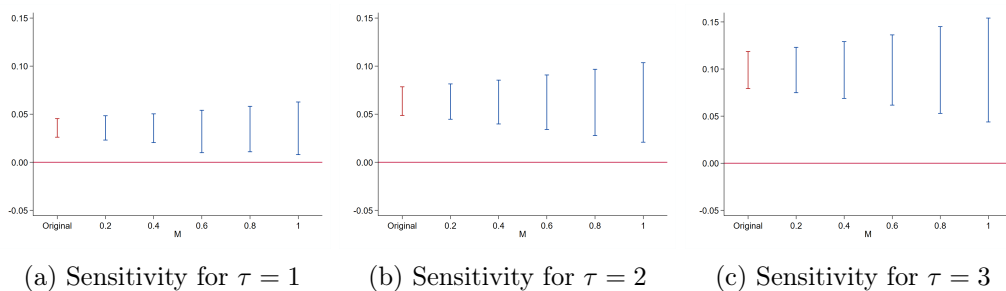 0.15
0.10
0.05
0.00
-0.05
Original 0.2 0.4 0.6 0.8 1
M
(a) Sensitivity for τ = 1
0.15
0.10
0.05
0.00
-0.05
Original 0.2 0.4 0.6 0.8 1
M
(b) Sensitivity for τ = 2
0.15
0.10
0.05
0.00
-0.05
Original 0.2 0.4 0.6 0.8 1
M
(c) Sensitivity for τ = 3